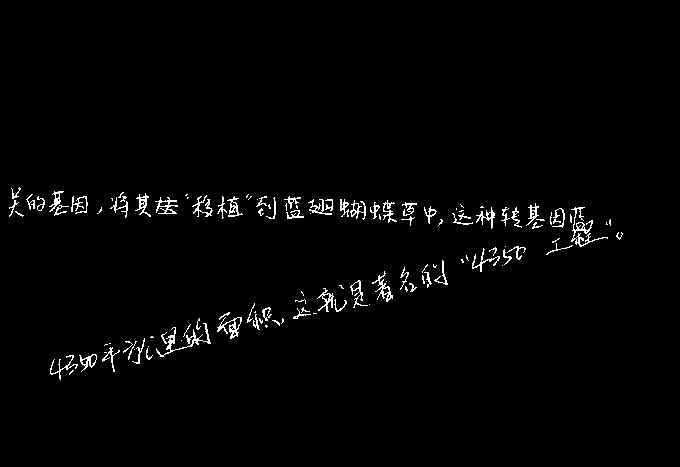 关的基因，将其法“移植”到蓝翅蝴蝶草中，这种转基因蓝
4350平方公里的面积，这就是著名的“4350 工程”。